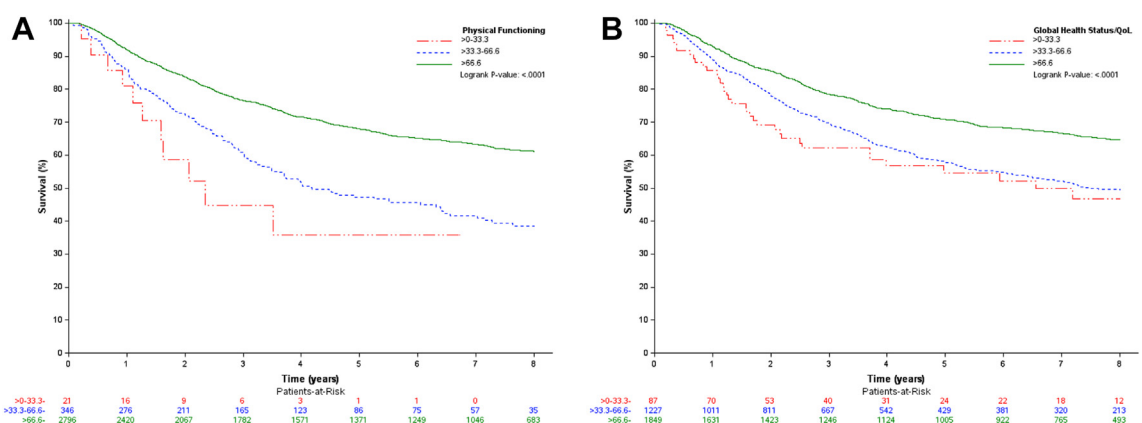 A
Physical Functioning
>0-33.3
>33.3-66.6
>66.6
Logrank P-value: <.0001
Survival (%)
100
90
80
70
60
50
40
30
20
10
0
0 1 2 3 4 5 6 7 8
Time (years)
Patients-at-Risk
>0-33.3- 21 16 9 6 3 1 1 0
>33.3-66.6- 346 276 211 165 123 86 75 57 35
>66.6- 2796 2420 2067 1782 1571 1371 1249 1046 683
B
Global Health Status/QoL
>0-33.3
>33.3-66.6
>66.6
Logrank P-value: <.0001
Survival (%)
100
90
80
70
60
50
40
30
20
10
0
0 1 2 3 4 5 6 7 8
Time (years)
Patients-at-Risk
>0-33.3- 87 70 53 40 31 24 22 18 12
>33.3-66.6- 1227 1011 811 667 542 429 381 320 213
>66.6- 1849 1631 1423 1246 1124 1005 922 765 493